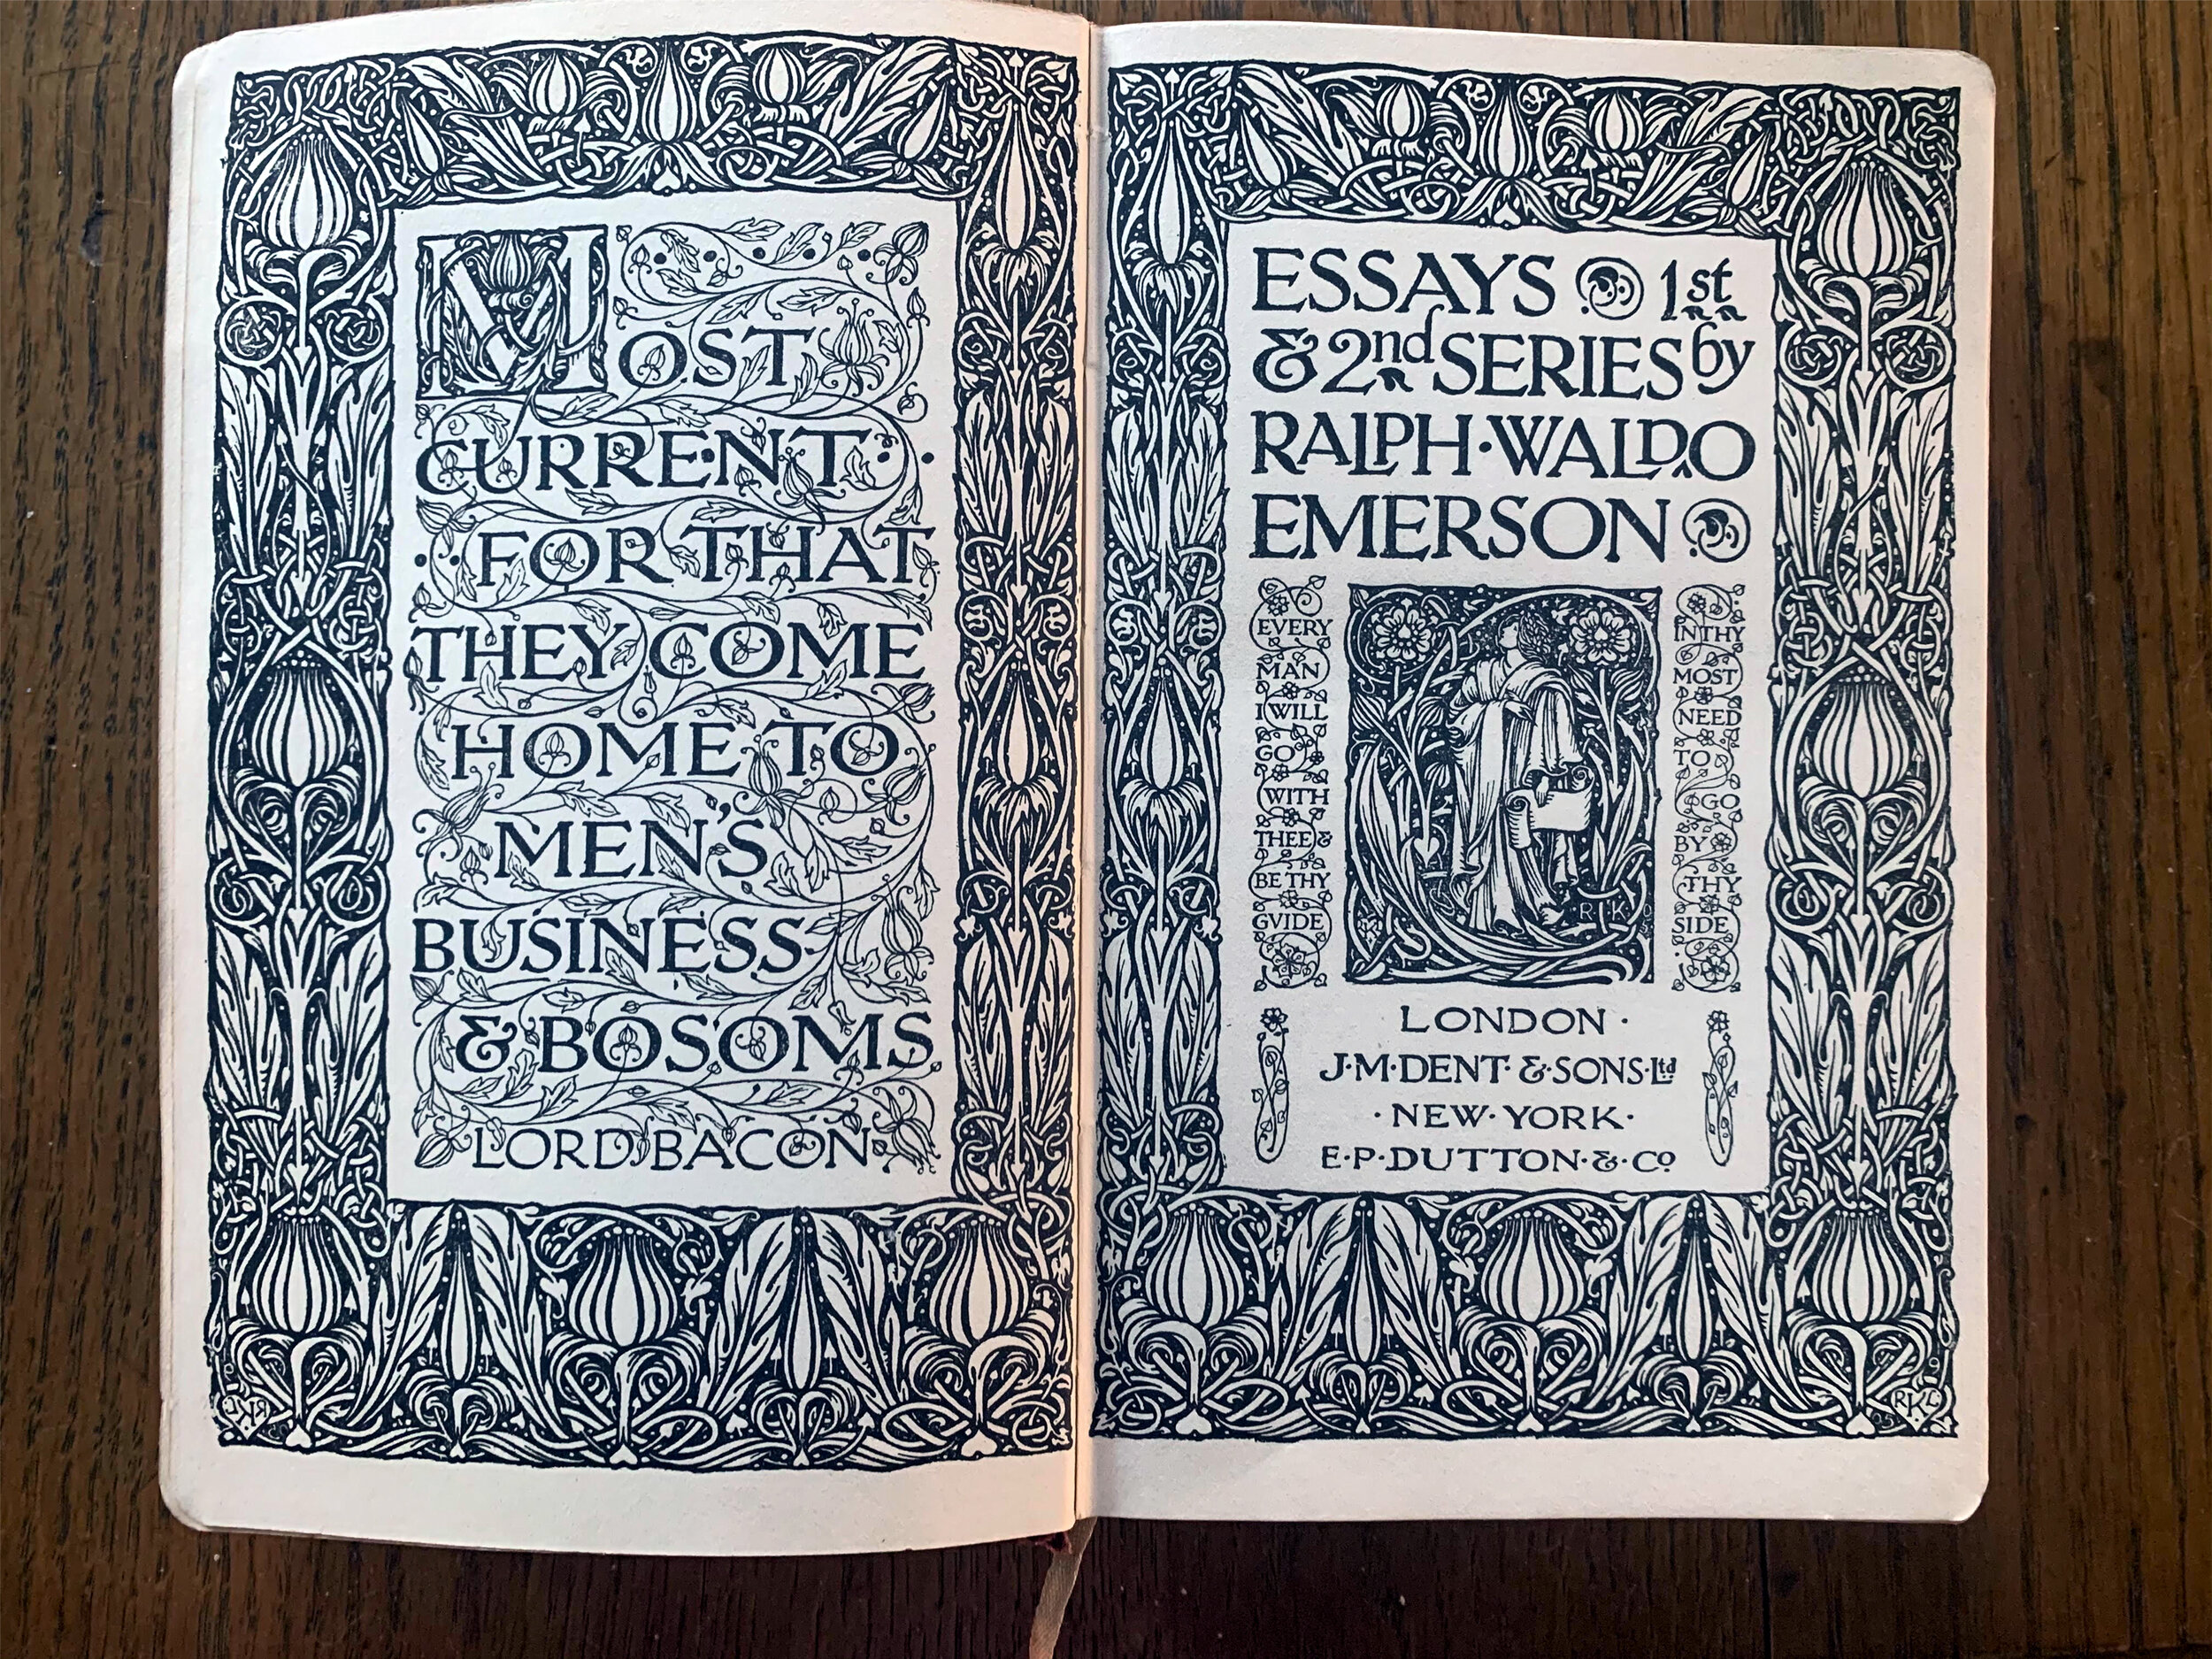 MOST
CURRENT
FOR THAT
THEY COME
HOME TO
MEN'S
BUSINESS
& BOSOMS
LORD BACON
ESSAYS 1st
& 2nd SERIES by
RALPH·WALDO
EMERSON
EVERY
MAN
I WILL
GO
WITH
THEE &
BE THY
GVIDE
IN THY
MOST
NEED
TO
GO
BY
THY
SIDE
LONDON·
J·M·DENT·&·SONS·Ltd
·NEW·YORK·
E·P·DUTTON·&·Co
RLK